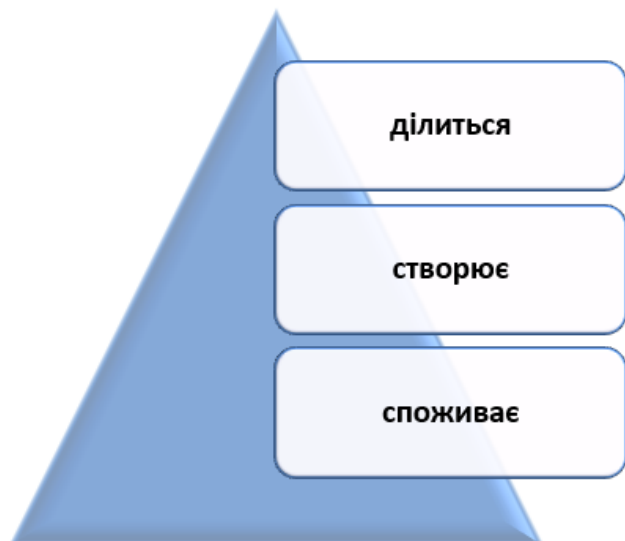 ділиться
створює
споживає